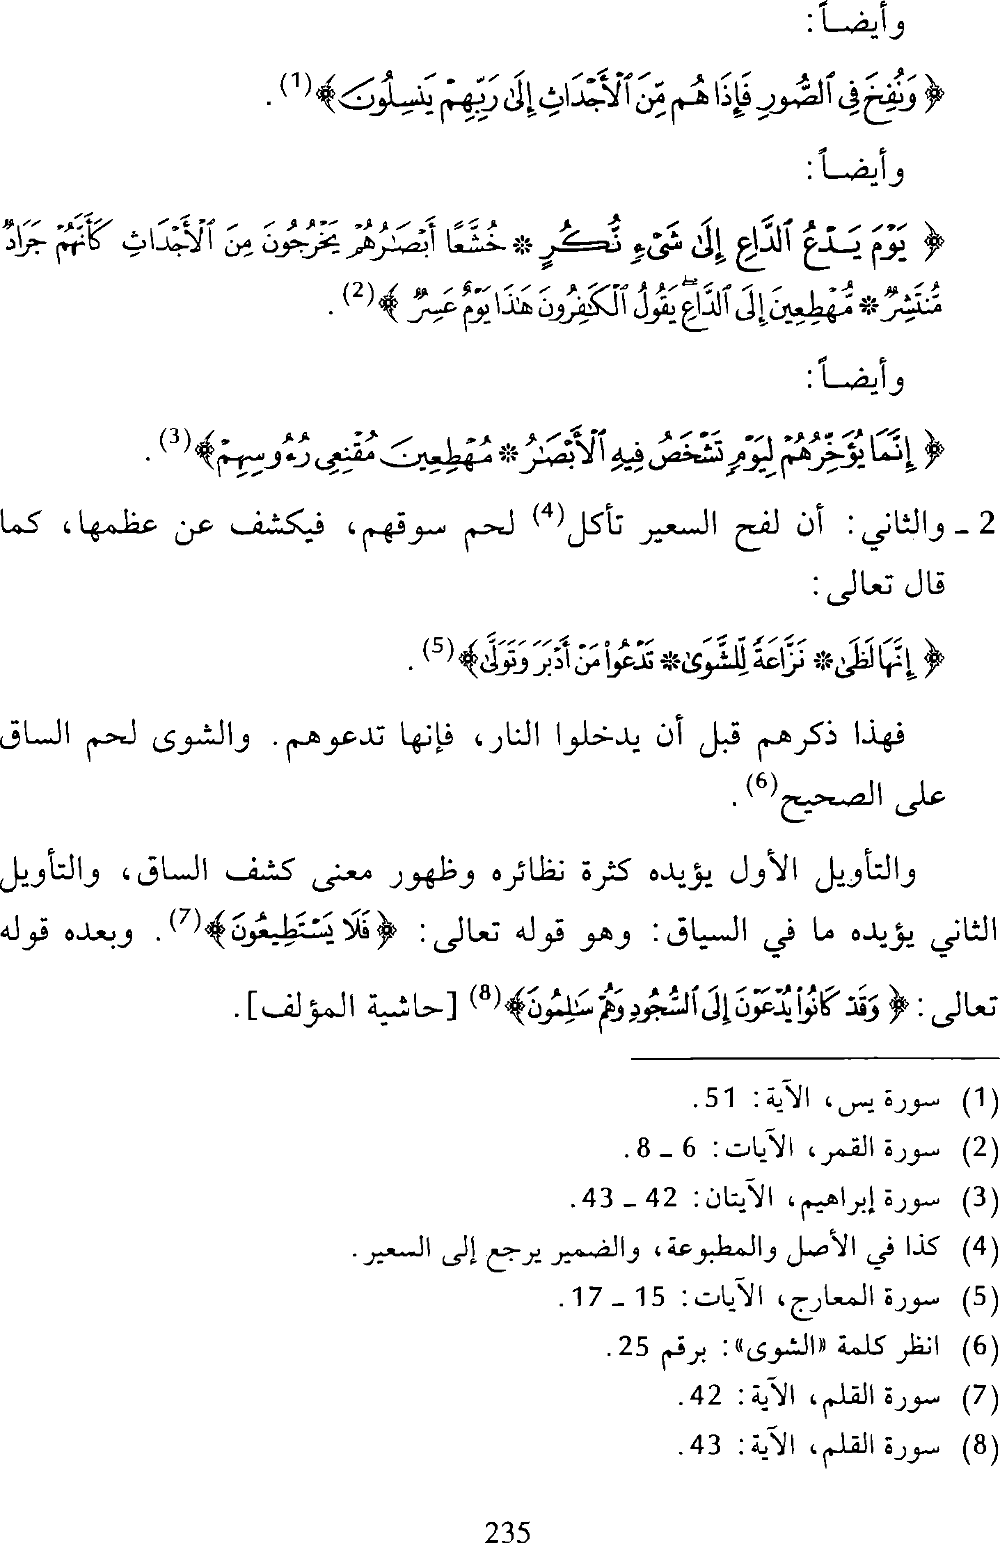 وأيضاً:
﴿ وَنُفِخَ فِي ٱلصُّورِ فَإِذَا هُم مِّنَ ٱلْأَجْدَاثِ إِلَىٰ رَبِّهِمْ يَنسِلُونَ ﴾(1).
وأيضاً:
﴿ يَوْمَ يَدْعُ ٱلدَّاعِ إِلَىٰ شَيْءٍ نُّكُرٍ * خُشَّعًا أَبْصَٰرُهُمْ يَخْرُجُونَ مِنَ ٱلْأَجْدَاثِ كَأَنَّهُمْ جَرَادٌ
مُّنتَشِرٌ * مُّهْطِعِينَ إِلَى ٱلدَّاعِ ۖ يَقُولُ ٱلْكَٰفِرُونَ هَٰذَا يَوْمٌ عَسِرٌ ﴾(2).
وأيضاً:
﴿ إِنَّمَا يُؤَخِّرُهُمْ لِيَوْمٍ تَشْخَصُ فِيهِ ٱلْأَبْصَٰرُ * مُهْطِعِينَ مُقْنِعِي رُءُوسِهِمْ ﴾(3).
2 ـ والثاني: أن لفح السعير تأكل(4) لحم سوقهم، فيكشف عن عظمها، كما
قال تعالى:
﴿ إِنَّهَا لَظَىٰ * نَزَّاعَةً لِّلشَّوَىٰ * تَدْعُوا۟ مَنْ أَدْبَرَ وَتَوَلَّىٰ ﴾(5).
فهذا ذكرهم قبل أن يدخلوا النار، فإنها تدعوهم. والشوى لحم الساق
على الصحيح(6).
والتأويل الأول يؤيده كثرة نظائره وظهور معنى كشف الساق، والتأويل
الثاني يؤيده ما في السياق: وهو قوله تعالى: ﴿ فَلَا يَسْتَطِيعُونَ ﴾(7). وبعده قوله
تعالى: ﴿ وَقَدْ كَانُوا۟ يُدْعَوْنَ إِلَى ٱلسُّجُودِ وَهُمْ سَٰلِمُونَ ﴾(8) [حاشية المؤلف].
(1) سورة يس، الآية: 51.
(2) سورة القمر، الآيات: 6 ـ 8.
(3) سورة إبراهيم، الآيتان: 42 ـ 43.
(4) كذا في الأصل والمطبوعة، والضمير يرجع إلى السعير.
(5) سورة المعارج، الآيات: 15 ـ 17.
(6) انظر كلمة «الشوى»: برقم 25.
(7) سورة القلم، الآية: 42.
(8) سورة القلم، الآية: 43.
235